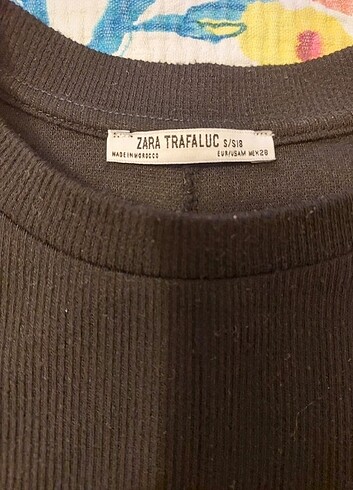 ZARA TRAFALUC S/S18
MADE IN MOROCCO EUR/USA M MEX 28